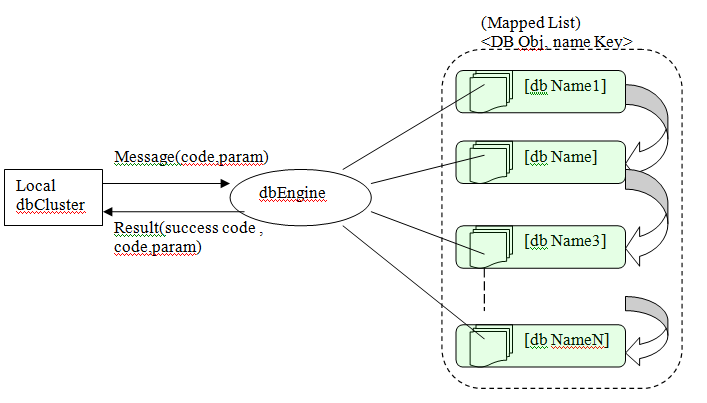 (Mapped List)
<DB Obj, name Key>
[db Name1]
Message(code,param)
[db Name]
Local
dbCluster
dbEngine
Result(success code ,
code,param)
[db Name3]
[db NameN]